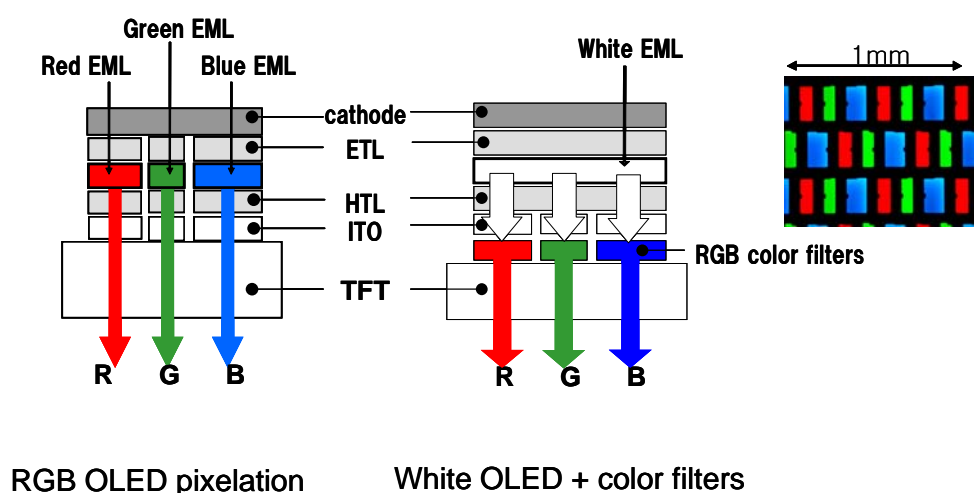 Green EML
Red EML
Blue EML
White EML
1mm
cathode
ETL
HTL
ITO
RGB color filters
TFT
R G B
R G B
RGB OLED pixelation
White OLED + color filters